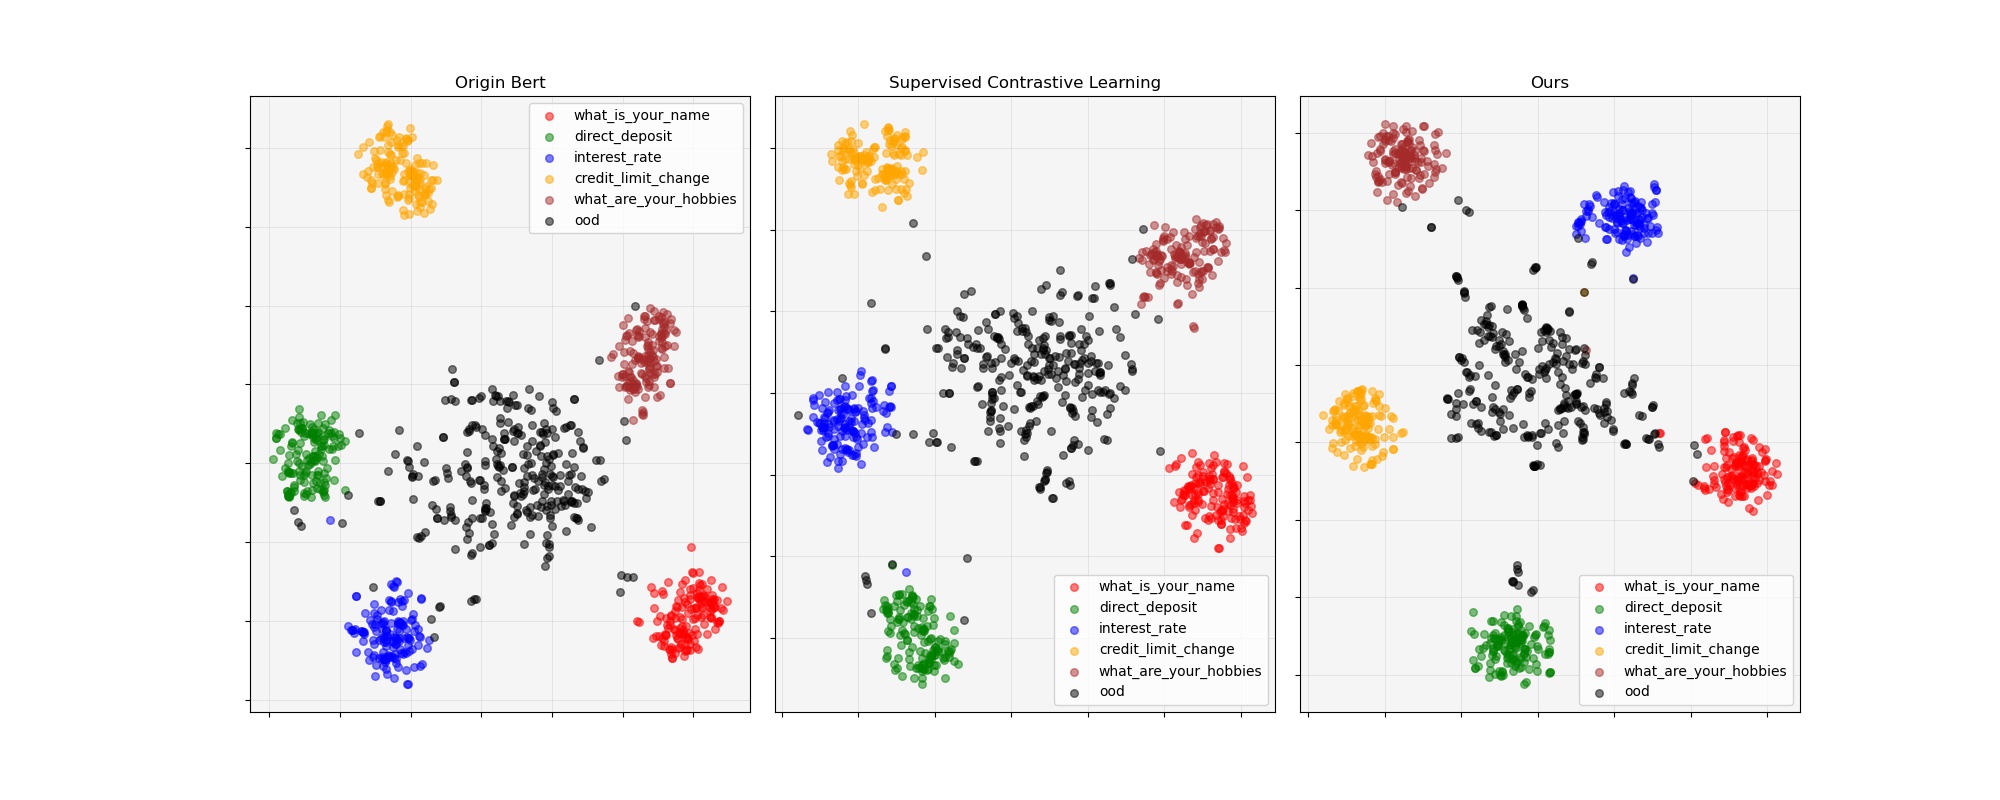 Origin Bert
what_is_your_name
direct_deposit
interest_rate
credit_limit_change
what_are_your_hobbies
ood
Supervised Contrastive Learning
what_is_your_name
direct_deposit
interest_rate
credit_limit_change
what_are_your_hobbies
ood
Ours
what_is_your_name
direct_deposit
interest_rate
credit_limit_change
what_are_your_hobbies
ood